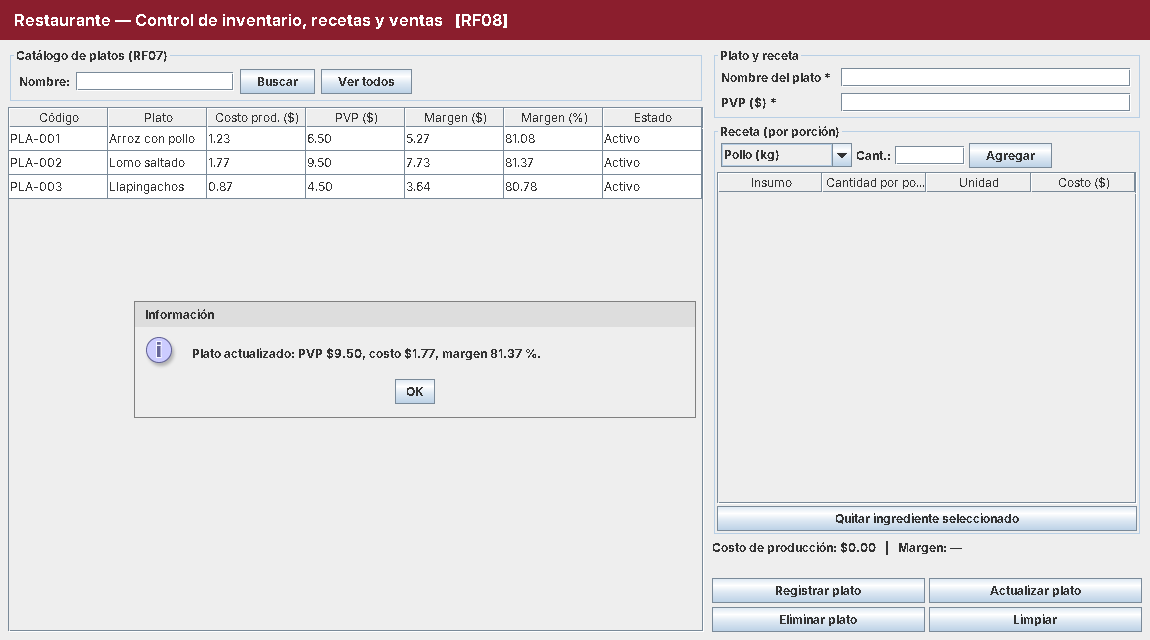 Restaurante — Control de inventario, recetas y ventas [RF08]
Catálogo de platos (RF07)
Nombre: Buscar Ver todos
Código Plato Costo prod. ($) PVP ($) Margen ($) Margen (%) Estado
PLA-001 Arroz con pollo 1.23 6.50 5.27 81.08 Activo
PLA-002 Lomo saltado 1.77 9.50 7.73 81.37 Activo
PLA-003 Llapingachos 0.87 4.50 3.64 80.78 Activo
Información
Plato actualizado: PVP $9.50, costo $1.77, margen 81.37 %.
OK
Plato y receta
Nombre del plato *
PVP ($) *
Receta (por porción)
Pollo (kg) Cant.: Agregar
Insumo Cantidad por po... Unidad Costo ($)
Quitar ingrediente seleccionado
Costo de producción: $0.00 | Margen: —
Registrar plato Actualizar plato
Eliminar plato Limpiar